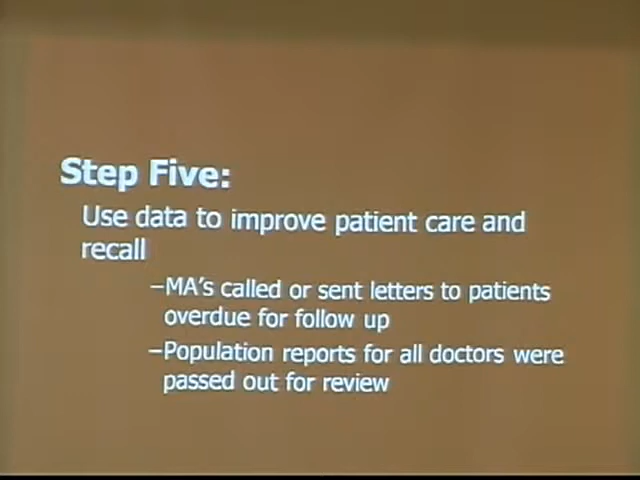 Step Five:
Use data to improve patient care and
recall
–MA's called or sent letters to patients
overdue for follow up
–Population reports for all doctors were
passed out for review